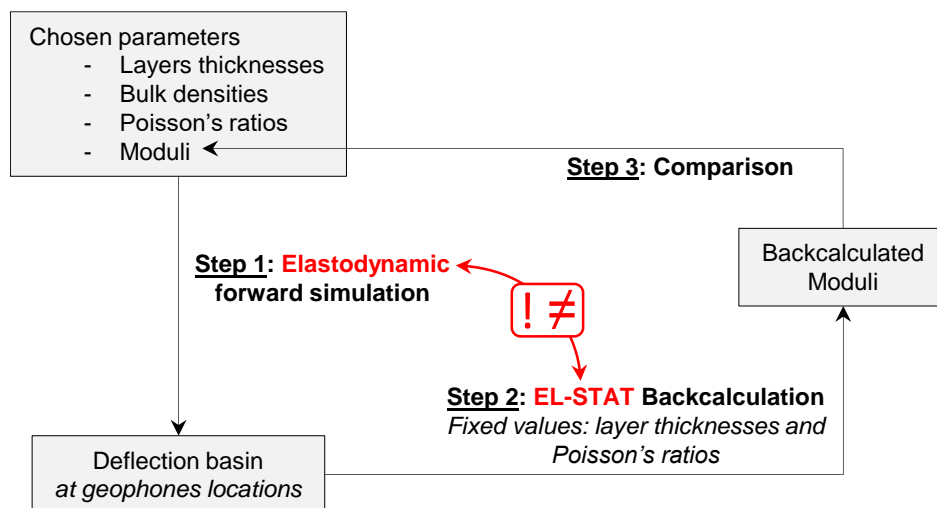 Chosen parameters
- Layers thicknesses
- Bulk densities
- Poisson's ratios
- Moduli
Step 3: Comparison
Step 1: Elastodynamic
forward simulation
Backcalculated
Moduli
! ≠
Step 2: EL-STAT Backcalculation
Fixed values: layer thicknesses and
Poisson's ratios
Deflection basin
at geophones locations